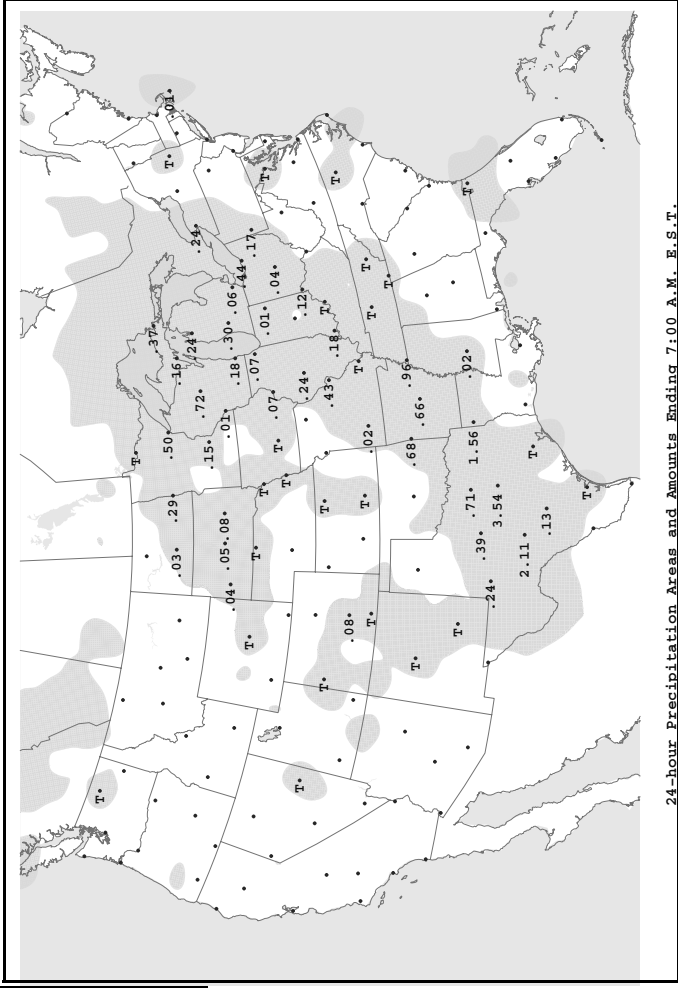 T
T
.37
.50
T .01
.03 .29
.16
.24
.24
.72
.15
.05 .08 .01
.04
.30
.06
.18
.44
T
.17
.07
T
T .01 T
.07
.04
T
T
T
.12
.24
T T T
.43
.18
T
.08
T
T T
.02
T T
T
.96
.68
T
.66
T
.02
T
.71
1.56
.39
.24
3.54
2.11
T
.13
T
24-hour Precipitation Areas and Amounts Ending 7:00 A.M. E.S.T.